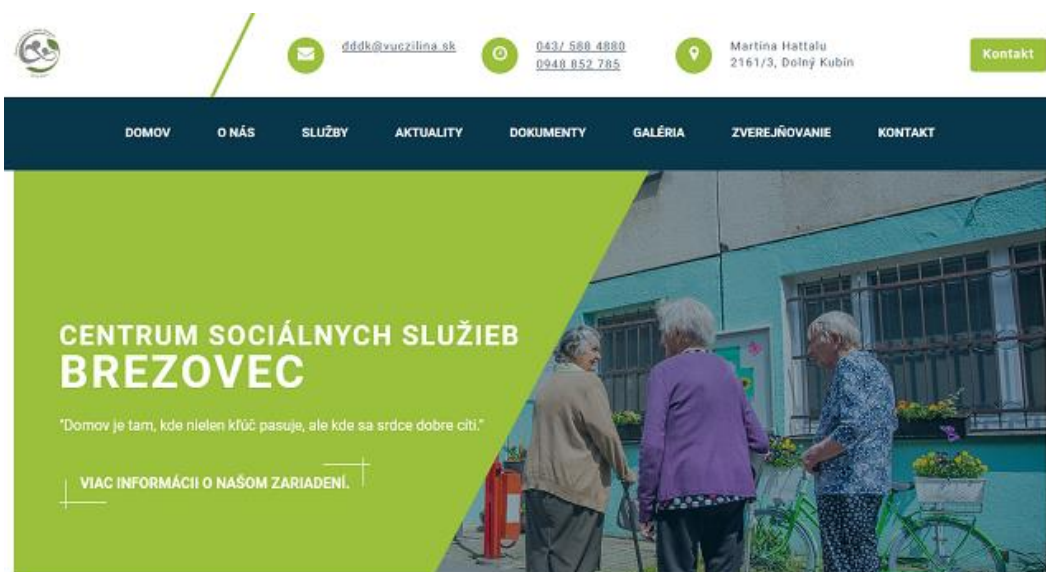 dddk@vuczilina.sk
043/ 588 4880
0948 852 785
Martina Hattalu
2161/3, Dolný Kubín
Kontakt
DOMOV O NÁS SLUŽBY AKTUALITY DOKUMENTY GALÉRIA ZVEREJŇOVANIE KONTAKT
CENTRUM SOCIÁLNYCH SLUŽIEB
BREZOVEC
"Domov je tam, kde nielen kľúč pasuje, ale kde sa srdce dobre cíti."
VIAC INFORMÁCII O NAŠOM ZARIADENÍ.